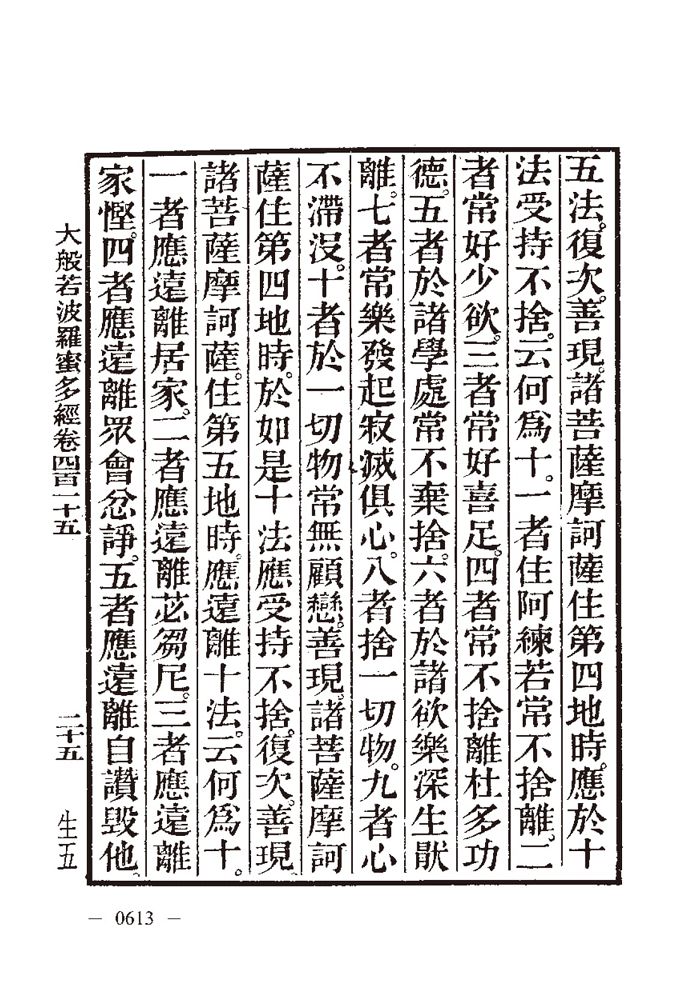 五法。復次。善現。諸菩薩摩訶薩住第四地時。應於十
法受持不捨。云何爲十。一者住阿練若常不捨離。二
者常好少欲。三者常好喜足。四者常不捨離杜多功
德。五者於諸學處常不棄捨。六者於諸欲樂深生猒
離。七者常樂發起寂滅俱心。八者捨一切物。九者心
不滯沒。十者於一切物常無顧戀。善現。諸菩薩摩訶
薩住第四地時。於如是十法應受持不捨。復次。善現。
諸菩薩摩訶薩。住第五地時。應遠離十法。云何爲十。
一者應遠離居家。二者應遠離苾芻尼。三者應遠離
家慳。四者應遠離眾會忿諍。五者應遠離自讚毀他。
大般若波羅蜜多經卷四百一十五 二十五 生五
— 0613 —